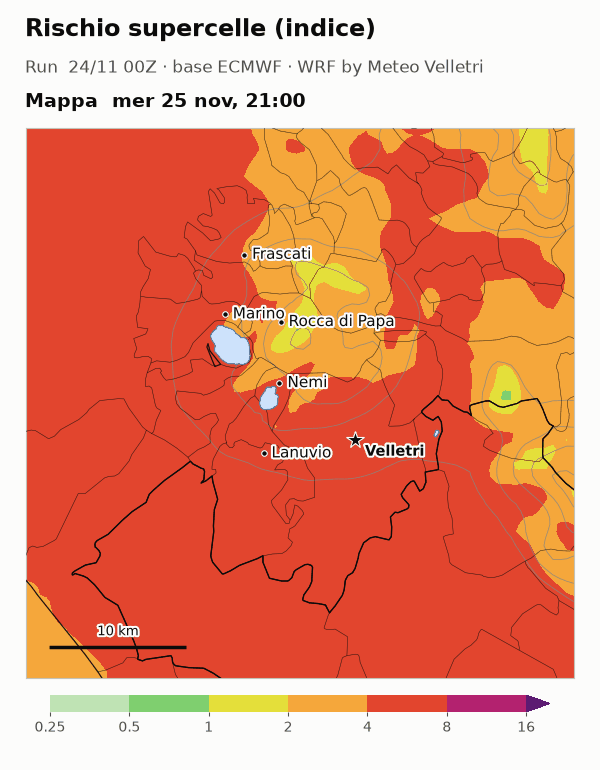 Rischio supercelle (indice)
Run  24/11 00Z · base ECMWF · WRF by Meteo Velletri
Mappa  mer 25 nov, 21:00
Frascati
Marino
Rocca di Papa
Nemi
Velletri
Lanuvio
10 km
0.25 0.5 1 2 4 8 16